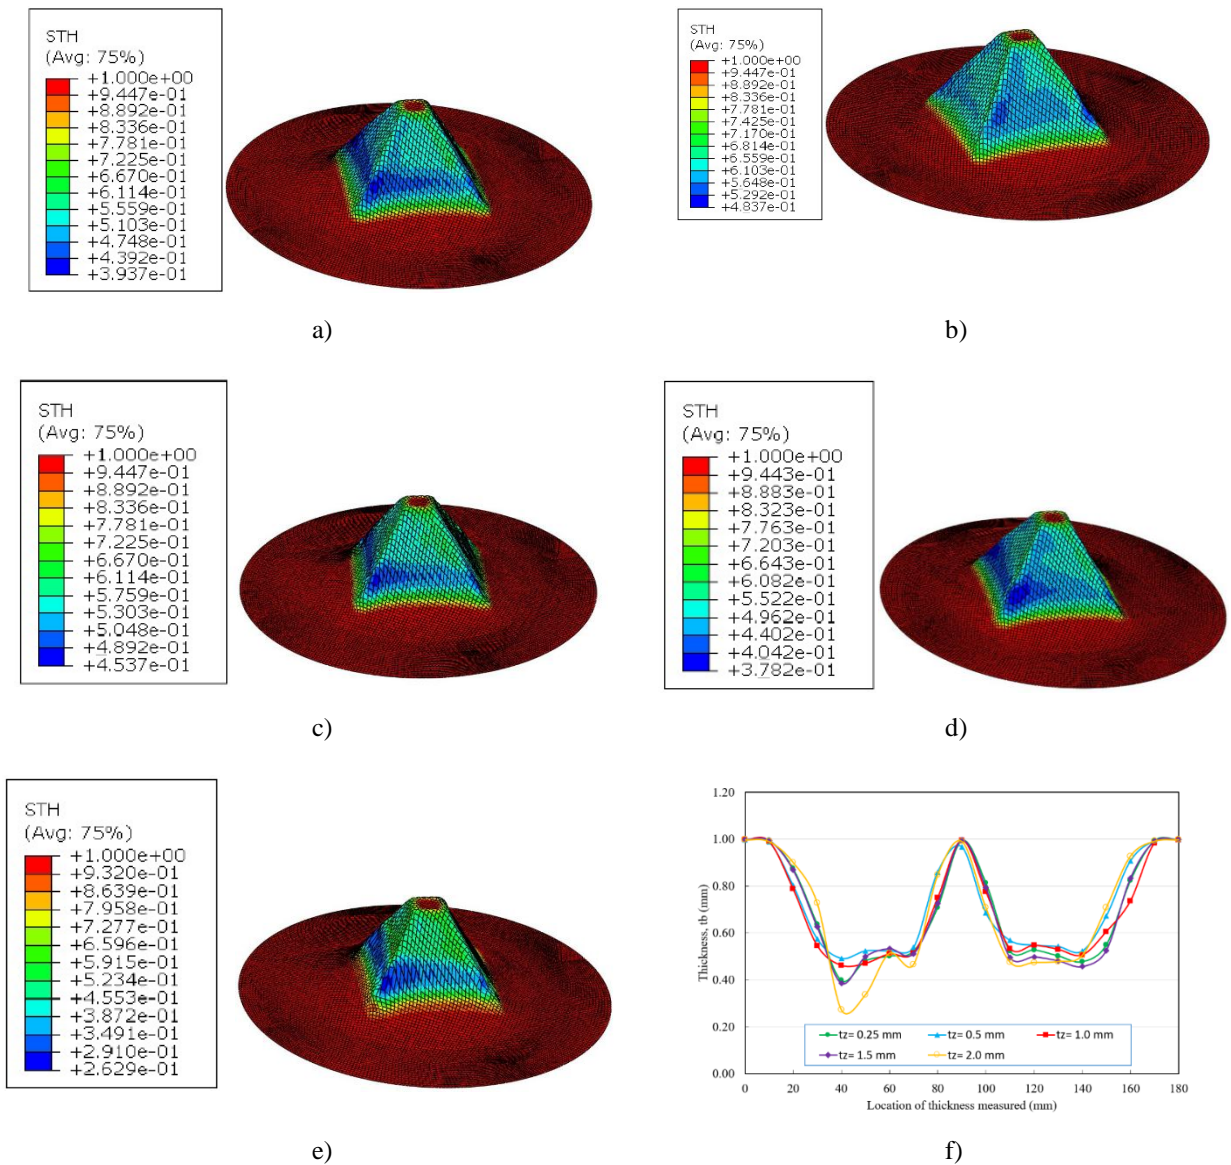 STH
(Avg: 75%)
+1.000e+00
+9.447e-01
+8.892e-01
+8.336e-01
+7.781e-01
+7.225e-01
+6.670e-01
+6.114e-01
+5.559e-01
+5.103e-01
+4.748e-01
+4.392e-01
+3.937e-01
a)
STH
(Avg: 75%)
+1.000e+00
+9.447e-01
+8.892e-01
+8.336e-01
+7.781e-01
+7.425e-01
+7.170e-01
+6.814e-01
+6.559e-01
+6.103e-01
+5.648e-01
+5.292e-01
+4.837e-01
b)
STH
(Avg: 75%)
+1.000e+00
+9.447e-01
+8.892e-01
+8.336e-01
+7.781e-01
+7.225e-01
+6.670e-01
+6.114e-01
+5.759e-01
+5.303e-01
+5.048e-01
+4.892e-01
+4.537e-01
c)
STH
(Avg: 75%)
+1.000e+00
+9.443e-01
+8.883e-01
+8.323e-01
+7.763e-01
+7.203e-01
+6.643e-01
+6.082e-01
+5.522e-01
+4.962e-01
+4.402e-01
+4.042e-01
+3.782e-01
d)
STH
(Avg: 75%)
+1.000e+00
+9.320e-01
+8.639e-01
+7.958e-01
+7.277e-01
+6.596e-01
+5.915e-01
+5.234e-01
+4.553e-01
+3.872e-01
+3.491e-01
+2.910e-01
+2.629e-01
e)
1.20
1.00
0.80
0.60
0.40
0.20
0.00
Thickness, tb (mm)
tz= 0.25 mm tz= 0.5 mm tz= 1.0 mm
tz= 1.5 mm tz= 2.0 mm
0 20 40 60 80 100 120 140 160 180
Location of thickness measured (mm)
f)